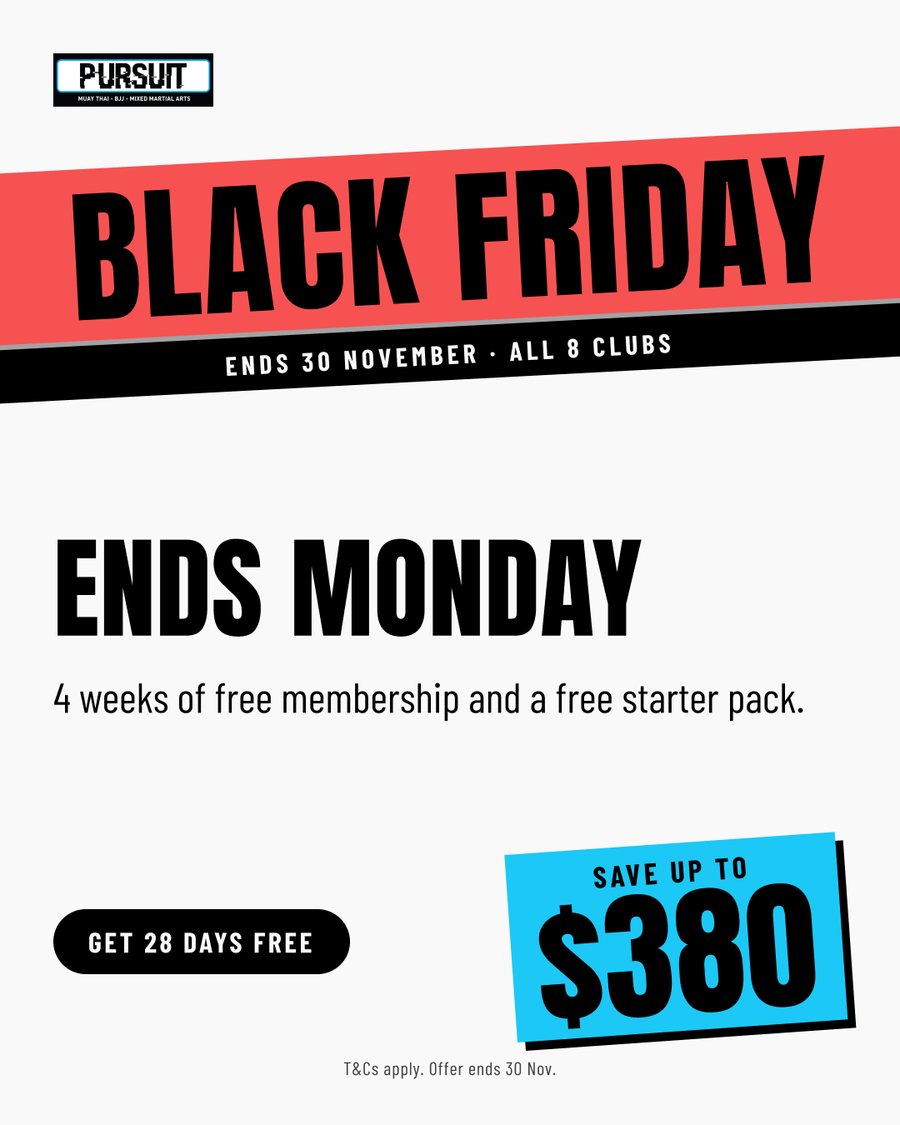 PURSUIT
MUAY THAI · BJJ · MIXED MARTIAL ARTS
BLACK FRIDAY
ENDS 30 NOVEMBER · ALL 8 CLUBS
ENDS MONDAY
4 weeks of free membership and a free starter pack.
SAVE UP TO
$380
GET 28 DAYS FREE
T&Cs apply. Offer ends 30 Nov.